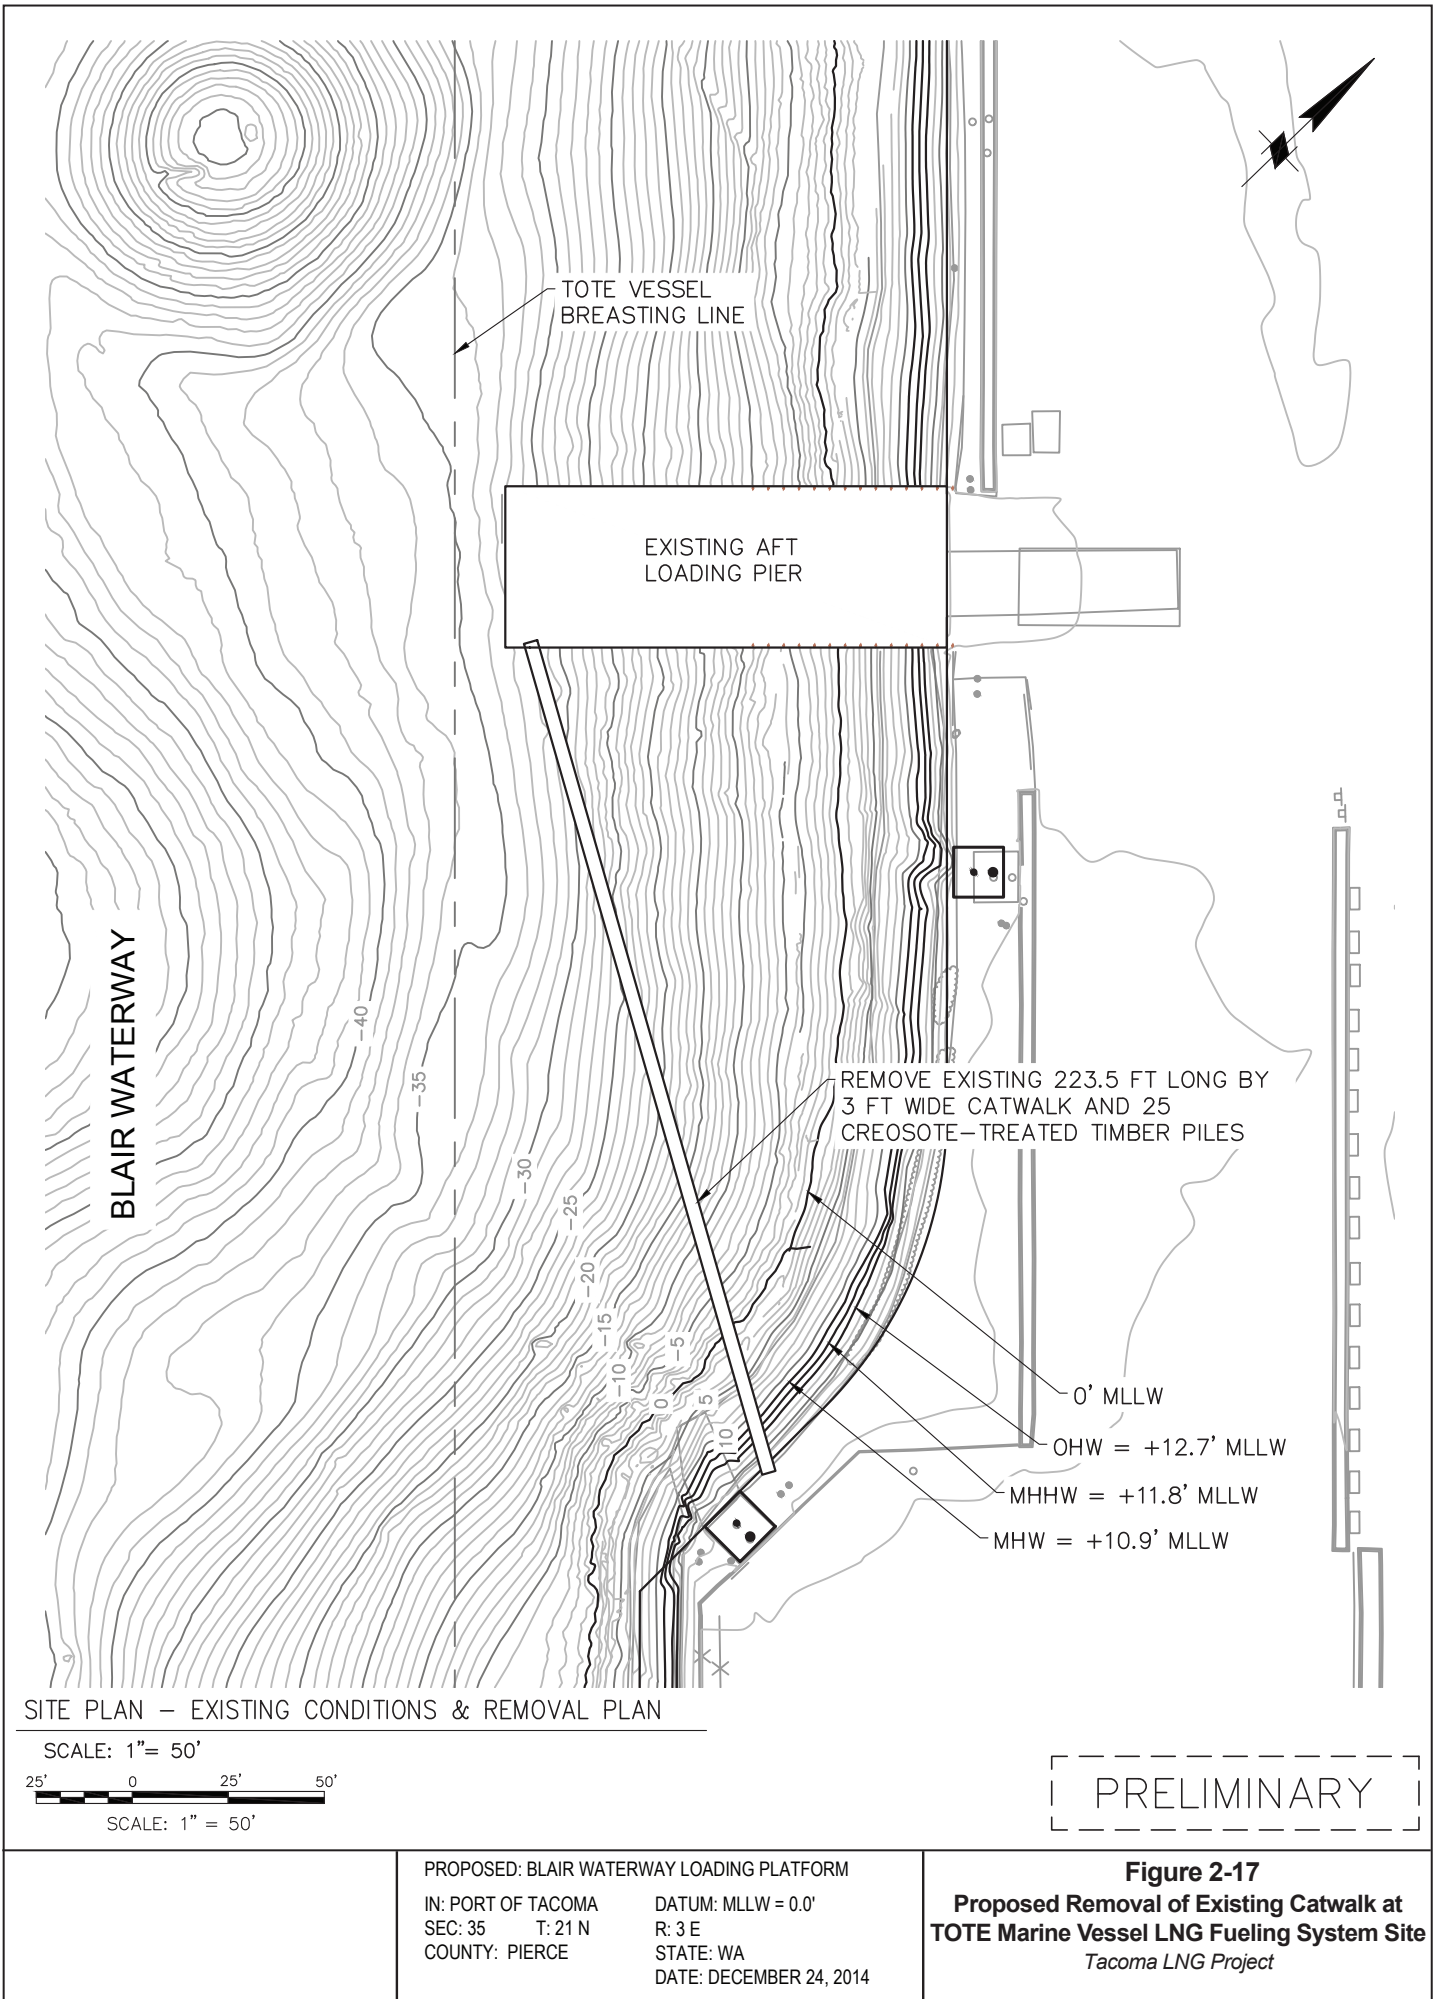 TOTE VESSEL
BREASTING LINE
EXISTING AFT
LOADING PIER
BLAIR WATERWAY
-40
-35
REMOVE EXISTING 223.5 FT LONG BY
3 FT WIDE CATWALK AND 25
CREOSOTE-TREATED TIMBER PILES
-30
-25
-20
-15
-10
-5
0
5
10
0' MLLW
OHW = +12.7' MLLW
MHHW = +11.8' MLLW
MHW = +10.9' MLLW
SITE PLAN - EXISTING CONDITIONS & REMOVAL PLAN
SCALE: 1"= 50'
25' 0 25' 50'
SCALE: 1" = 50'
PRELIMINARY
PROPOSED: BLAIR WATERWAY LOADING PLATFORM
IN: PORT OF TACOMA DATUM: MLLW = 0.0'
SEC: 35 T: 21 N R: 3 E
COUNTY: PIERCE STATE: WA
DATE: DECEMBER 24, 2014
Figure 2-17
Proposed Removal of Existing Catwalk at
TOTE Marine Vessel LNG Fueling System Site
Tacoma LNG Project